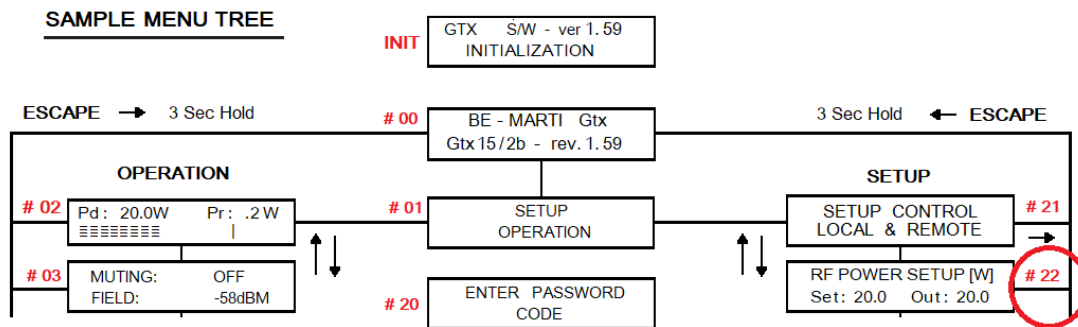 SAMPLE MENU TREE
INIT
GTX S/W - ver 1.59
INITIALIZATION
ESCAPE → 3 Sec Hold
# 00
BE - MARTI Gtx
Gtx15/2b - rev. 1.59
3 Sec Hold ← ESCAPE
OPERATION
SETUP
# 02
Pd: 20.0W Pr: .2W
# 01
SETUP
OPERATION
SETUP CONTROL
LOCAL & REMOTE
# 21
# 03
MUTING: OFF
FIELD: -58dBM
# 20
ENTER PASSWORD
CODE
RF POWER SETUP [W]
Set: 20.0 Out: 20.0
# 22